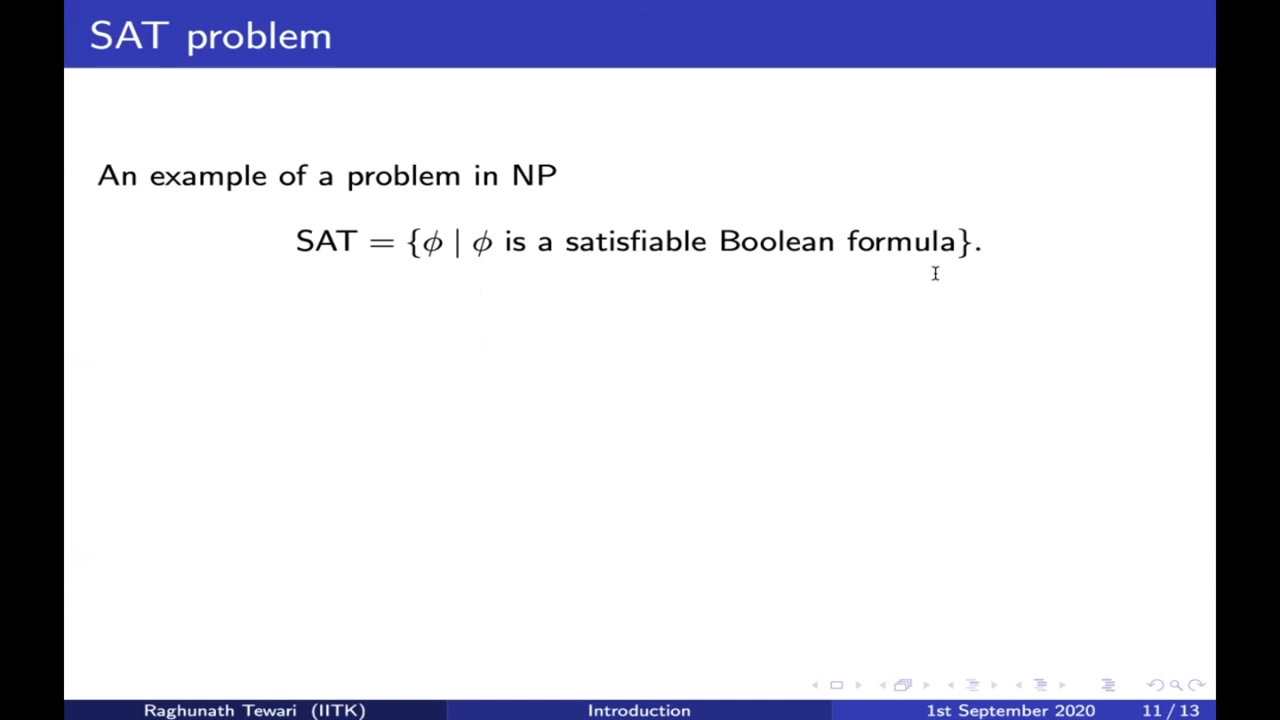 SAT problem
An example of a problem in NP
SAT = {ϕ | ϕ is a satisfiable Boolean formula}.
Raghunath Tewari (IITK) Introduction 1st September 2020 11 / 13